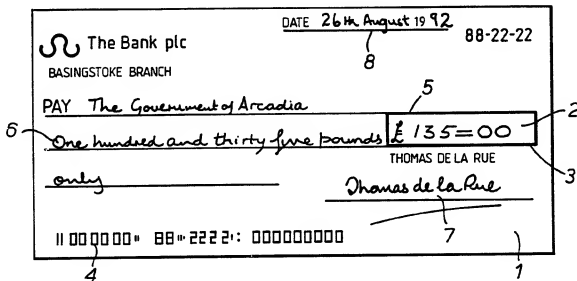 DATE 26th August 1992
8
The Bank plc
88-22-22
BASINGSTOKE BRANCH
5
PAY The Government of Arcadia
2
6
One hundred and thirty five pounds
£ 135=00
THOMAS DE LA RUE
3
only
Thomas de la Rue
7
⑈000000⑈ 88⑉2222⑆ 000000000
4
1